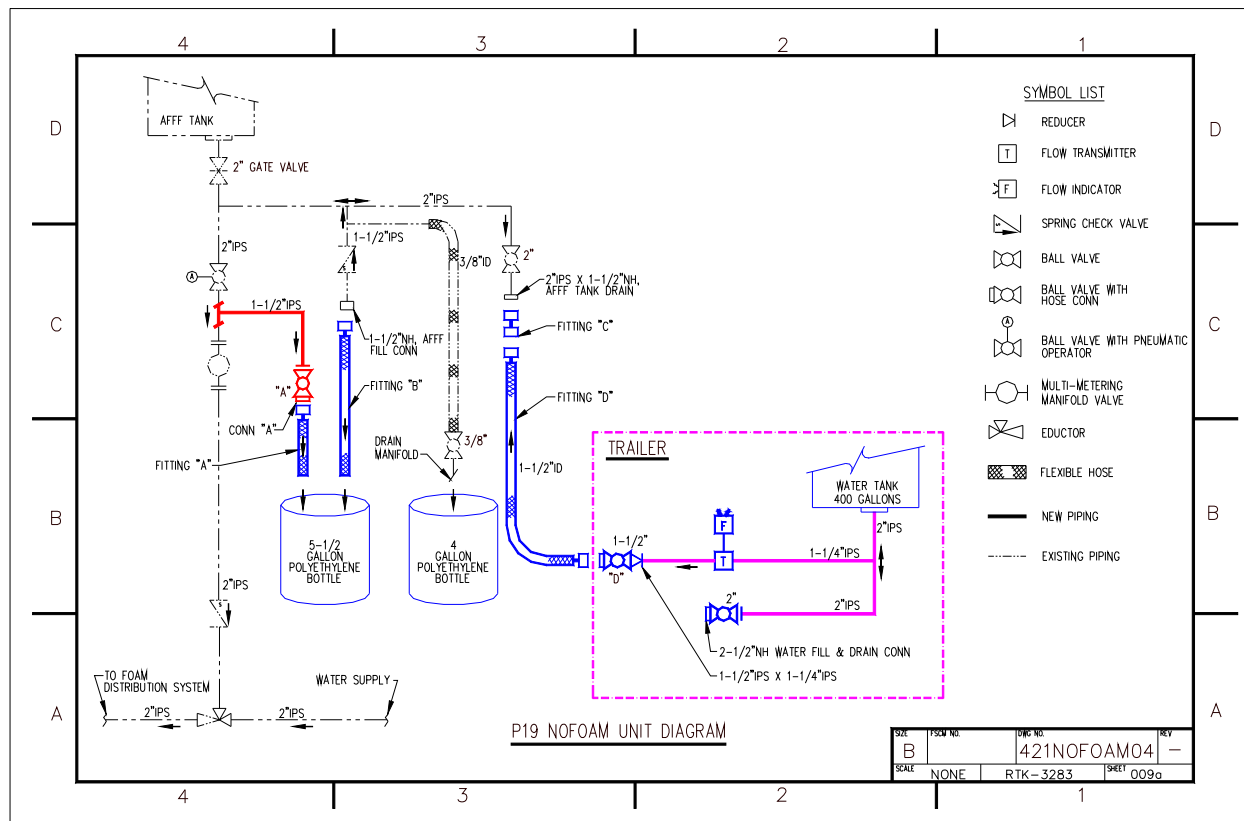 4
3
2
1
D
D
C
C
B
B
A
A
AFFF TANK
2" GATE VALVE
2"IPS
2"IPS
1-1/2"IPS
3/8"ID
2"
2"IPS X 1-1/2"NH,
AFFF TANK DRAIN
A
1-1/2"IPS
1-1/2"NH, AFFF
FILL CONN
FITTING "C"
"A"
FITTING "B"
FITTING "D"
CONN "A"
3/8"
DRAIN
MANIFOLD
FITTING "A"
1-1/2"ID
5-1/2
GALLON
POLYETHYLENE
BOTTLE
4
GALLON
POLYETHYLENE
BOTTLE
TRAILER
WATER TANK
400 GALLONS
2"IPS
F
1-1/2"
T
1-1/4"IPS
"D"
2"
2"IPS
2-1/2"NH WATER FILL & DRAIN CONN
1-1/2"IPS X 1-1/4"IPS
2"IPS
S
S
TO FOAM
DISTRIBUTION SYSTEM
WATER SUPPLY
2"IPS
2"IPS
P19 NOFOAM UNIT DIAGRAM
SYMBOL LIST
REDUCER
T
FLOW TRANSMITTER
F
FLOW INDICATOR
S
SPRING CHECK VALVE
BALL VALVE
BALL VALVE WITH
HOSE CONN
A
BALL VALVE WITH PNEUMATIC
OPERATOR
MULTI-METERING
MANIFOLD VALVE
EDUCTOR
FLEXIBLE HOSE
NEW PIPING
EXISTING PIPING
SIZE
B
FSCM NO.
DWG NO.
421NOFOAM04
REV
-
SCALE
NONE
RTK-3283
SHEET
009a
4
3
2
1